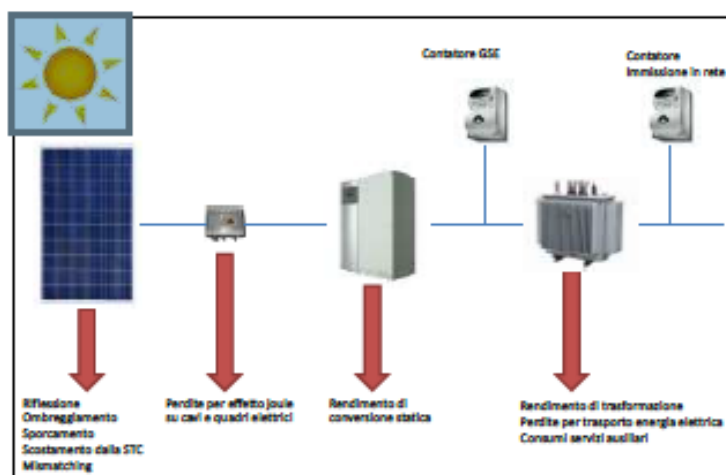 Contatore GSE
Contatore
Immissione in rete
Riflessione
Ombreggiamento
Sporcamento
Scostamento dalla STC
Mismatching
Perdite per effetto joule
su cavi e quadri elettrici
Rendimento di
conversione statica
Rendimento di trasformazione
Perdite per trasporto energia elettrica
Consumi servizi ausiliari